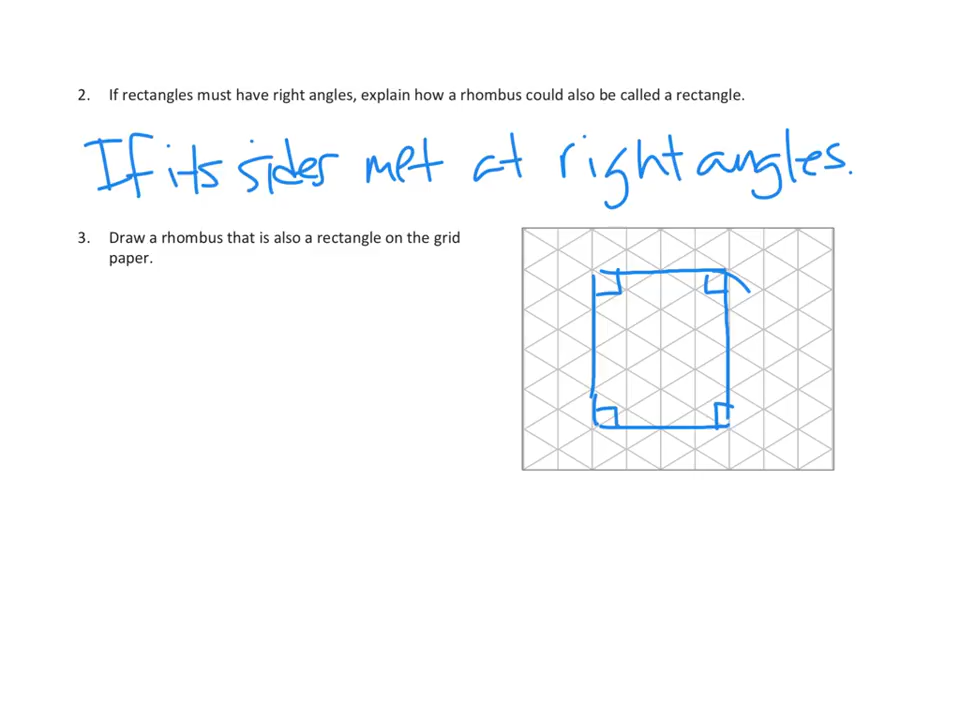 2. If rectangles must have right angles, explain how a rhombus could also be called a rectangle.
If its sides met at right angles.
3. Draw a rhombus that is also a rectangle on the grid
paper.